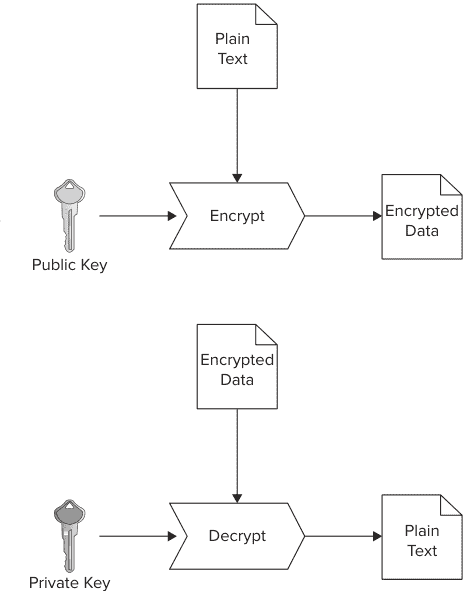 Plain
Text
Encrypt
Encrypted
Data
Public Key
Encrypted
Data
Decrypt
Plain
Text
Private Key